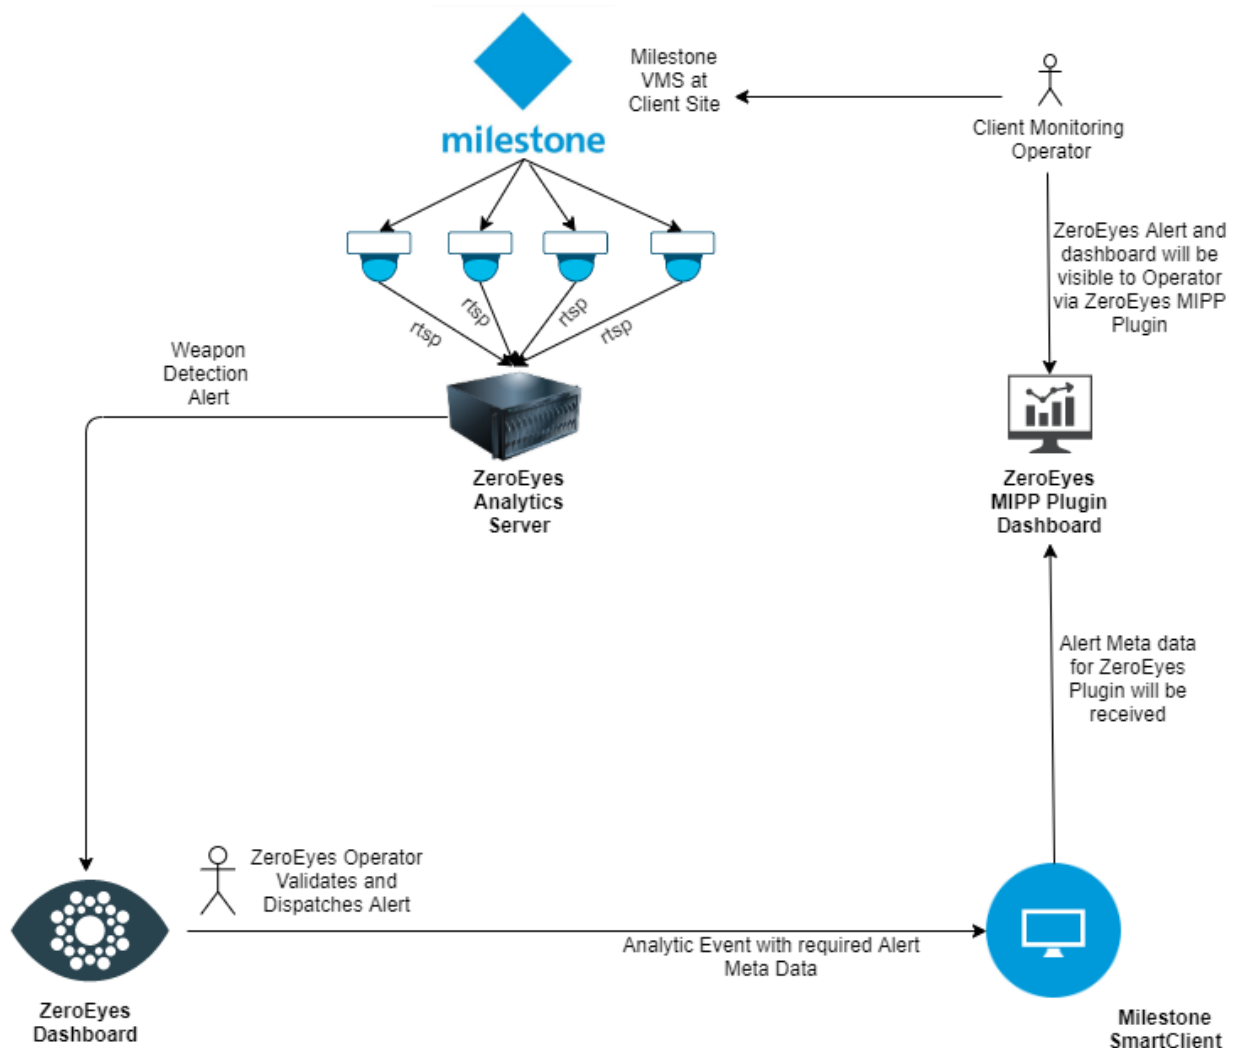 Milestone
VMS at
Client Site
milestone
Client Monitoring
Operator
ZeroEyes Alert and
dashboard will be
visible to Operator
via ZeroEyes MIPP
Plugin
rtsp
rtsp
rtsp
rtsp
Weapon
Detection
Alert
ZeroEyes
Analytics
Server
ZeroEyes
MIPP Plugin
Dashboard
Alert Meta data
for ZeroEyes
Plugin will be
received
ZeroEyes Operator
Validates and
Dispatches Alert
Analytic Event with required Alert
Meta Data
ZeroEyes
Dashboard
Milestone
SmartClient